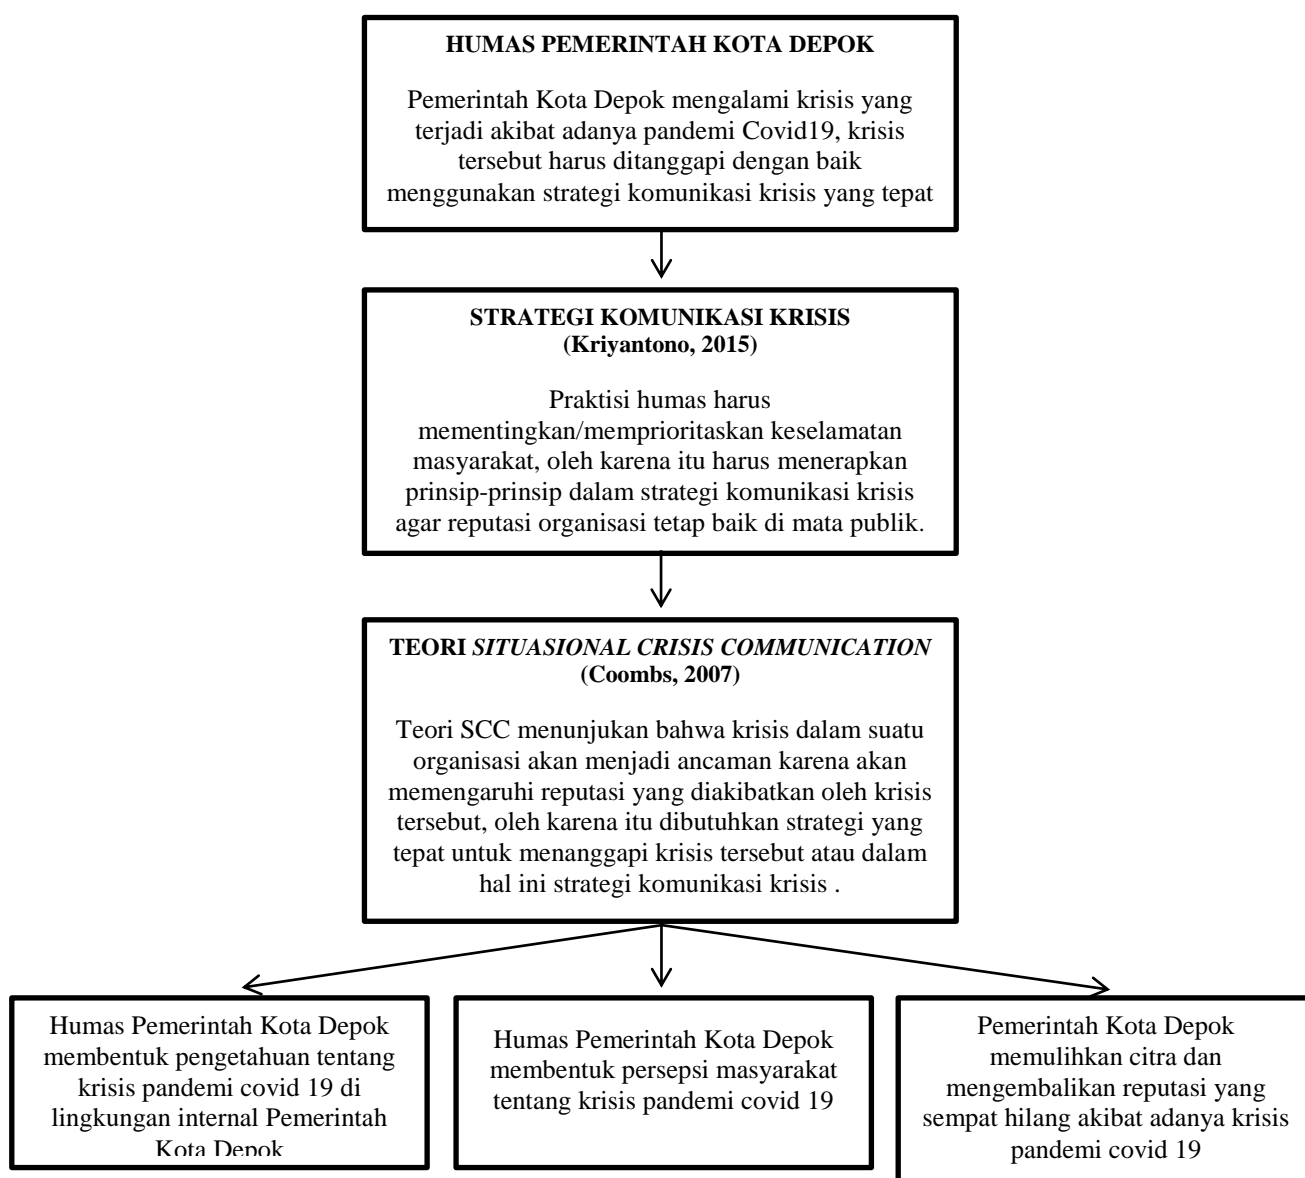 HUMAS PEMERINTAH KOTA DEPOK
Pemerintah Kota Depok mengalami krisis yang
terjadi akibat adanya pandemi Covid19, krisis
tersebut harus ditanggapi dengan baik
menggunakan strategi komunikasi krisis yang tepat
STRATEGI KOMUNIKASI KRISIS
(Kriyantono, 2015)
Praktisi humas harus
mementingkan/memprioritaskan keselamatan
masyarakat, oleh karena itu harus menerapkan
prinsip-prinsip dalam strategi komunikasi krisis
agar reputasi organisasi tetap baik di mata publik.
TEORI SITUASIONAL CRISIS COMMUNICATION
(Coombs, 2007)
Teori SCC menunjukan bahwa krisis dalam suatu
organisasi akan menjadi ancaman karena akan
memengaruhi reputasi yang diakibatkan oleh krisis
tersebut, oleh karena itu dibutuhkan strategi yang
tepat untuk menanggapi krisis tersebut atau dalam
hal ini strategi komunikasi krisis .
Humas Pemerintah Kota Depok
membentuk pengetahuan tentang
krisis pandemi covid 19 di
lingkungan internal Pemerintah
Kota Depok
Humas Pemerintah Kota Depok
membentuk persepsi masyarakat
tentang krisis pandemi covid 19
Pemerintah Kota Depok
memulihkan citra dan
mengembalikan reputasi yang
sempat hilang akibat adanya krisis
pandemi covid 19